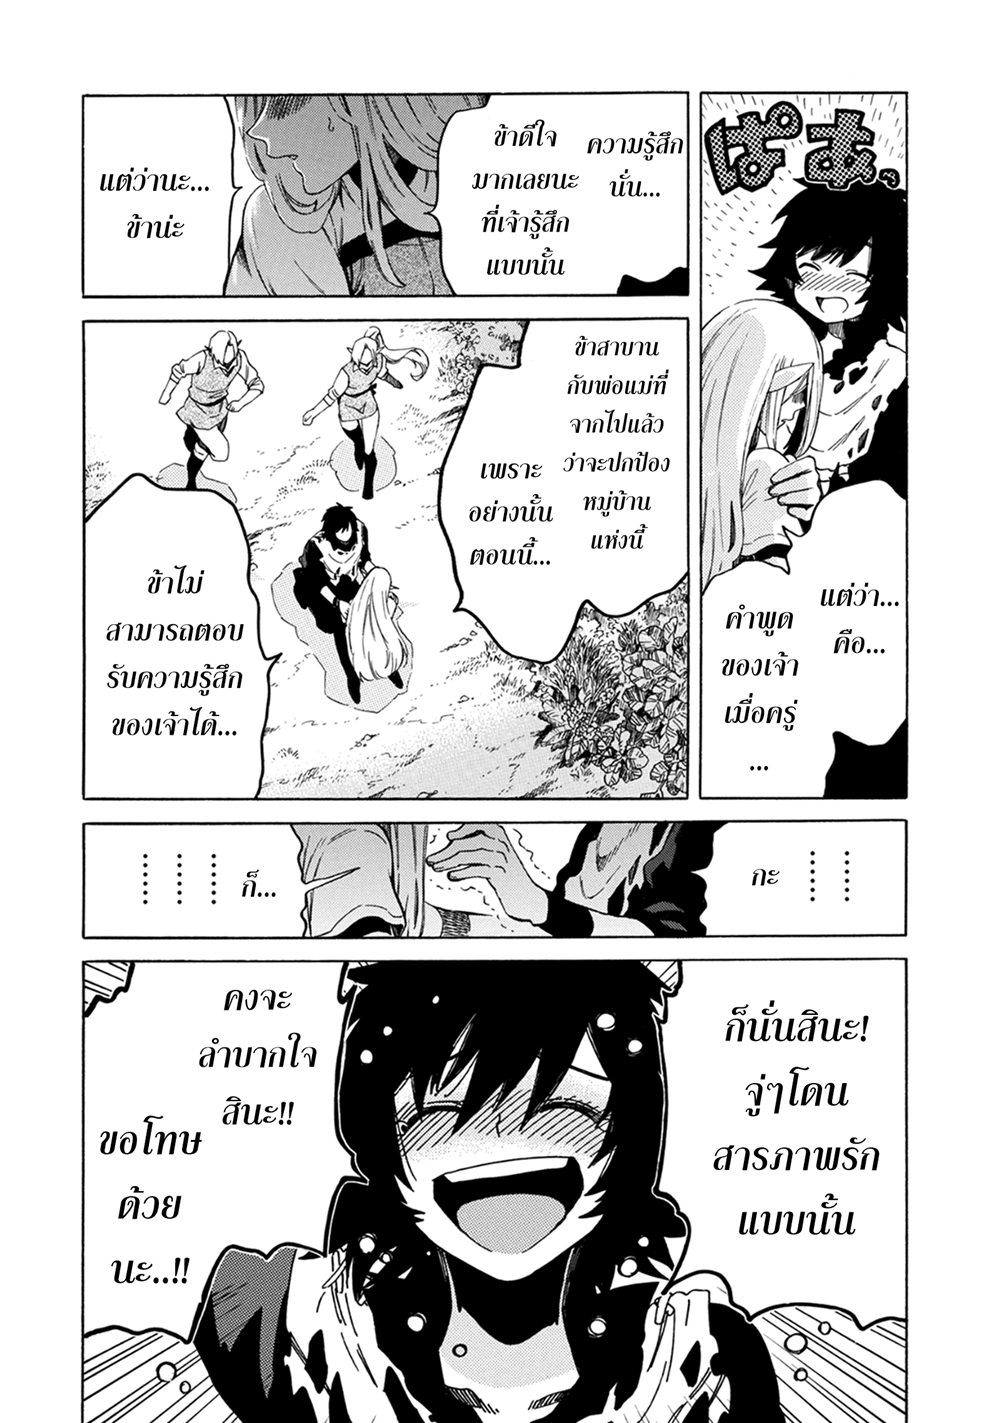 ぱあっ
แต่ว่า...
คือ...
คำพูด
ของเจ้า
เมื่อครู่
...
ความรู้สึก
นั่น...
ข้าดีใจ
มากเลยนะ
ที่เจ้ารู้สึก
แบบนั้น
แต่ว่านะ...
ข้าน่ะ
ข้าสาบาน
กับพ่อแม่ที่
จากไปแล้ว
ว่าจะปกป้อง
หมู่บ้าน
แห่งนี้
เพราะ
อย่างนั้น
ตอนนี้...
ข้าไม่
สามารถตอบ
รับความรู้สึก
ของเจ้าได้...
กะ
ก็...
ก็นั่นสินะ!
จู่ๆโดน
สารภาพรัก
แบบนั้น
คงจะ
ลำบากใจ
สินะ!!
ขอโทษ
ด้วย
นะ..!!